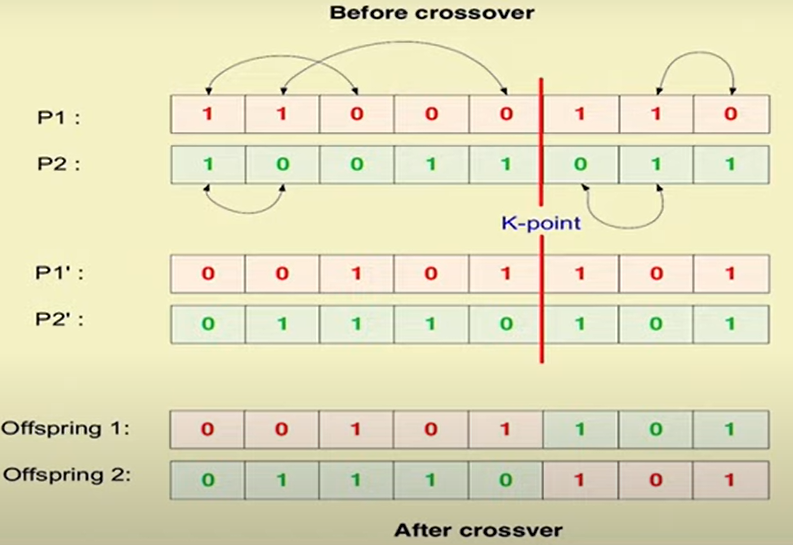 Before crossover
P1 : 1 1 0 0 0 1 1 0
P2 : 1 0 0 1 1 0 1 1
K-point
P1' : 0 0 1 0 1 1 0 1
P2' : 0 1 1 1 0 1 0 1
Offspring 1: 0 0 1 0 1 1 0 1
Offspring 2: 0 1 1 1 0 1 0 1
After crossver